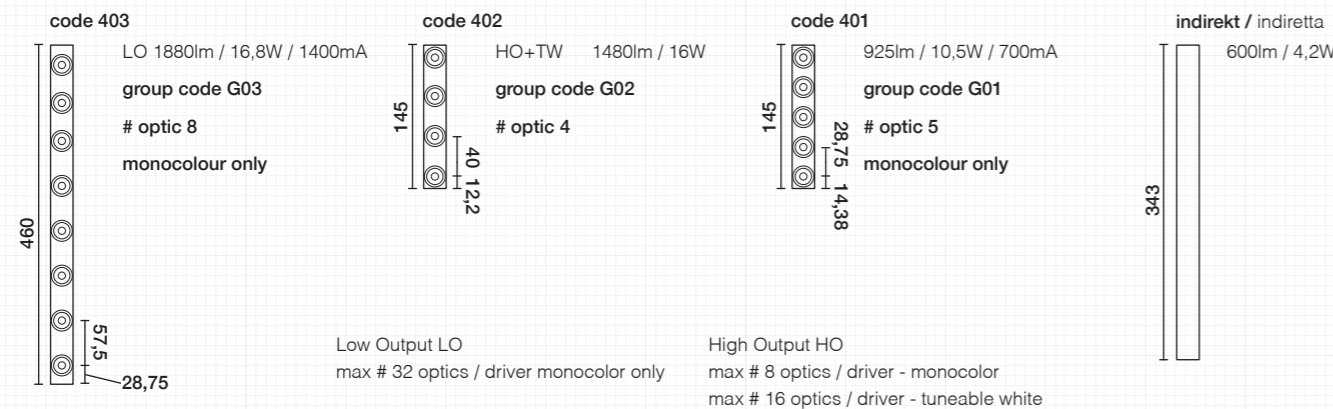 code 403
LO 1880lm / 16,8W / 1400mA
group code G03
# optic 8
monocolour only
460
57,5
28,75
code 402
HO+TW 1480lm / 16W
group code G02
# optic 4
145
40
12,2
code 401
925lm / 10,5W / 700mA
group code G01
# optic 5
monocolour only
145
28,75
14,38
indirekt / indiretta
600lm / 4,2W
343
Low Output LO
max # 32 optics / driver monocolor only
High Output HO
max # 8 optics / driver - monocolor
max # 16 optics / driver - tuneable white